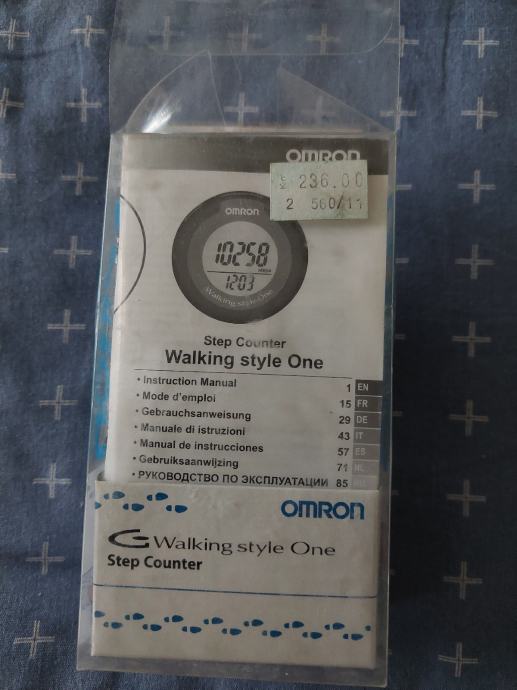 OMRON
236.00
2 560/11
OMRON
10258
1203
Walking style One
Step Counter
Walking style One
• Instruction Manual 1 EN
• Mode d'emploi 15 FR
• Gebrauchsanweisung 29 DE
• Manuale di istruzioni 43 IT
• Manual de instrucciones 57 ES
• Gebruiksaanwijzing 71 NL
• РУКОВОДСТВО ПО ЭКСПЛУАТАЦИИ 85 RU
OMRON
Walking style One
Step Counter